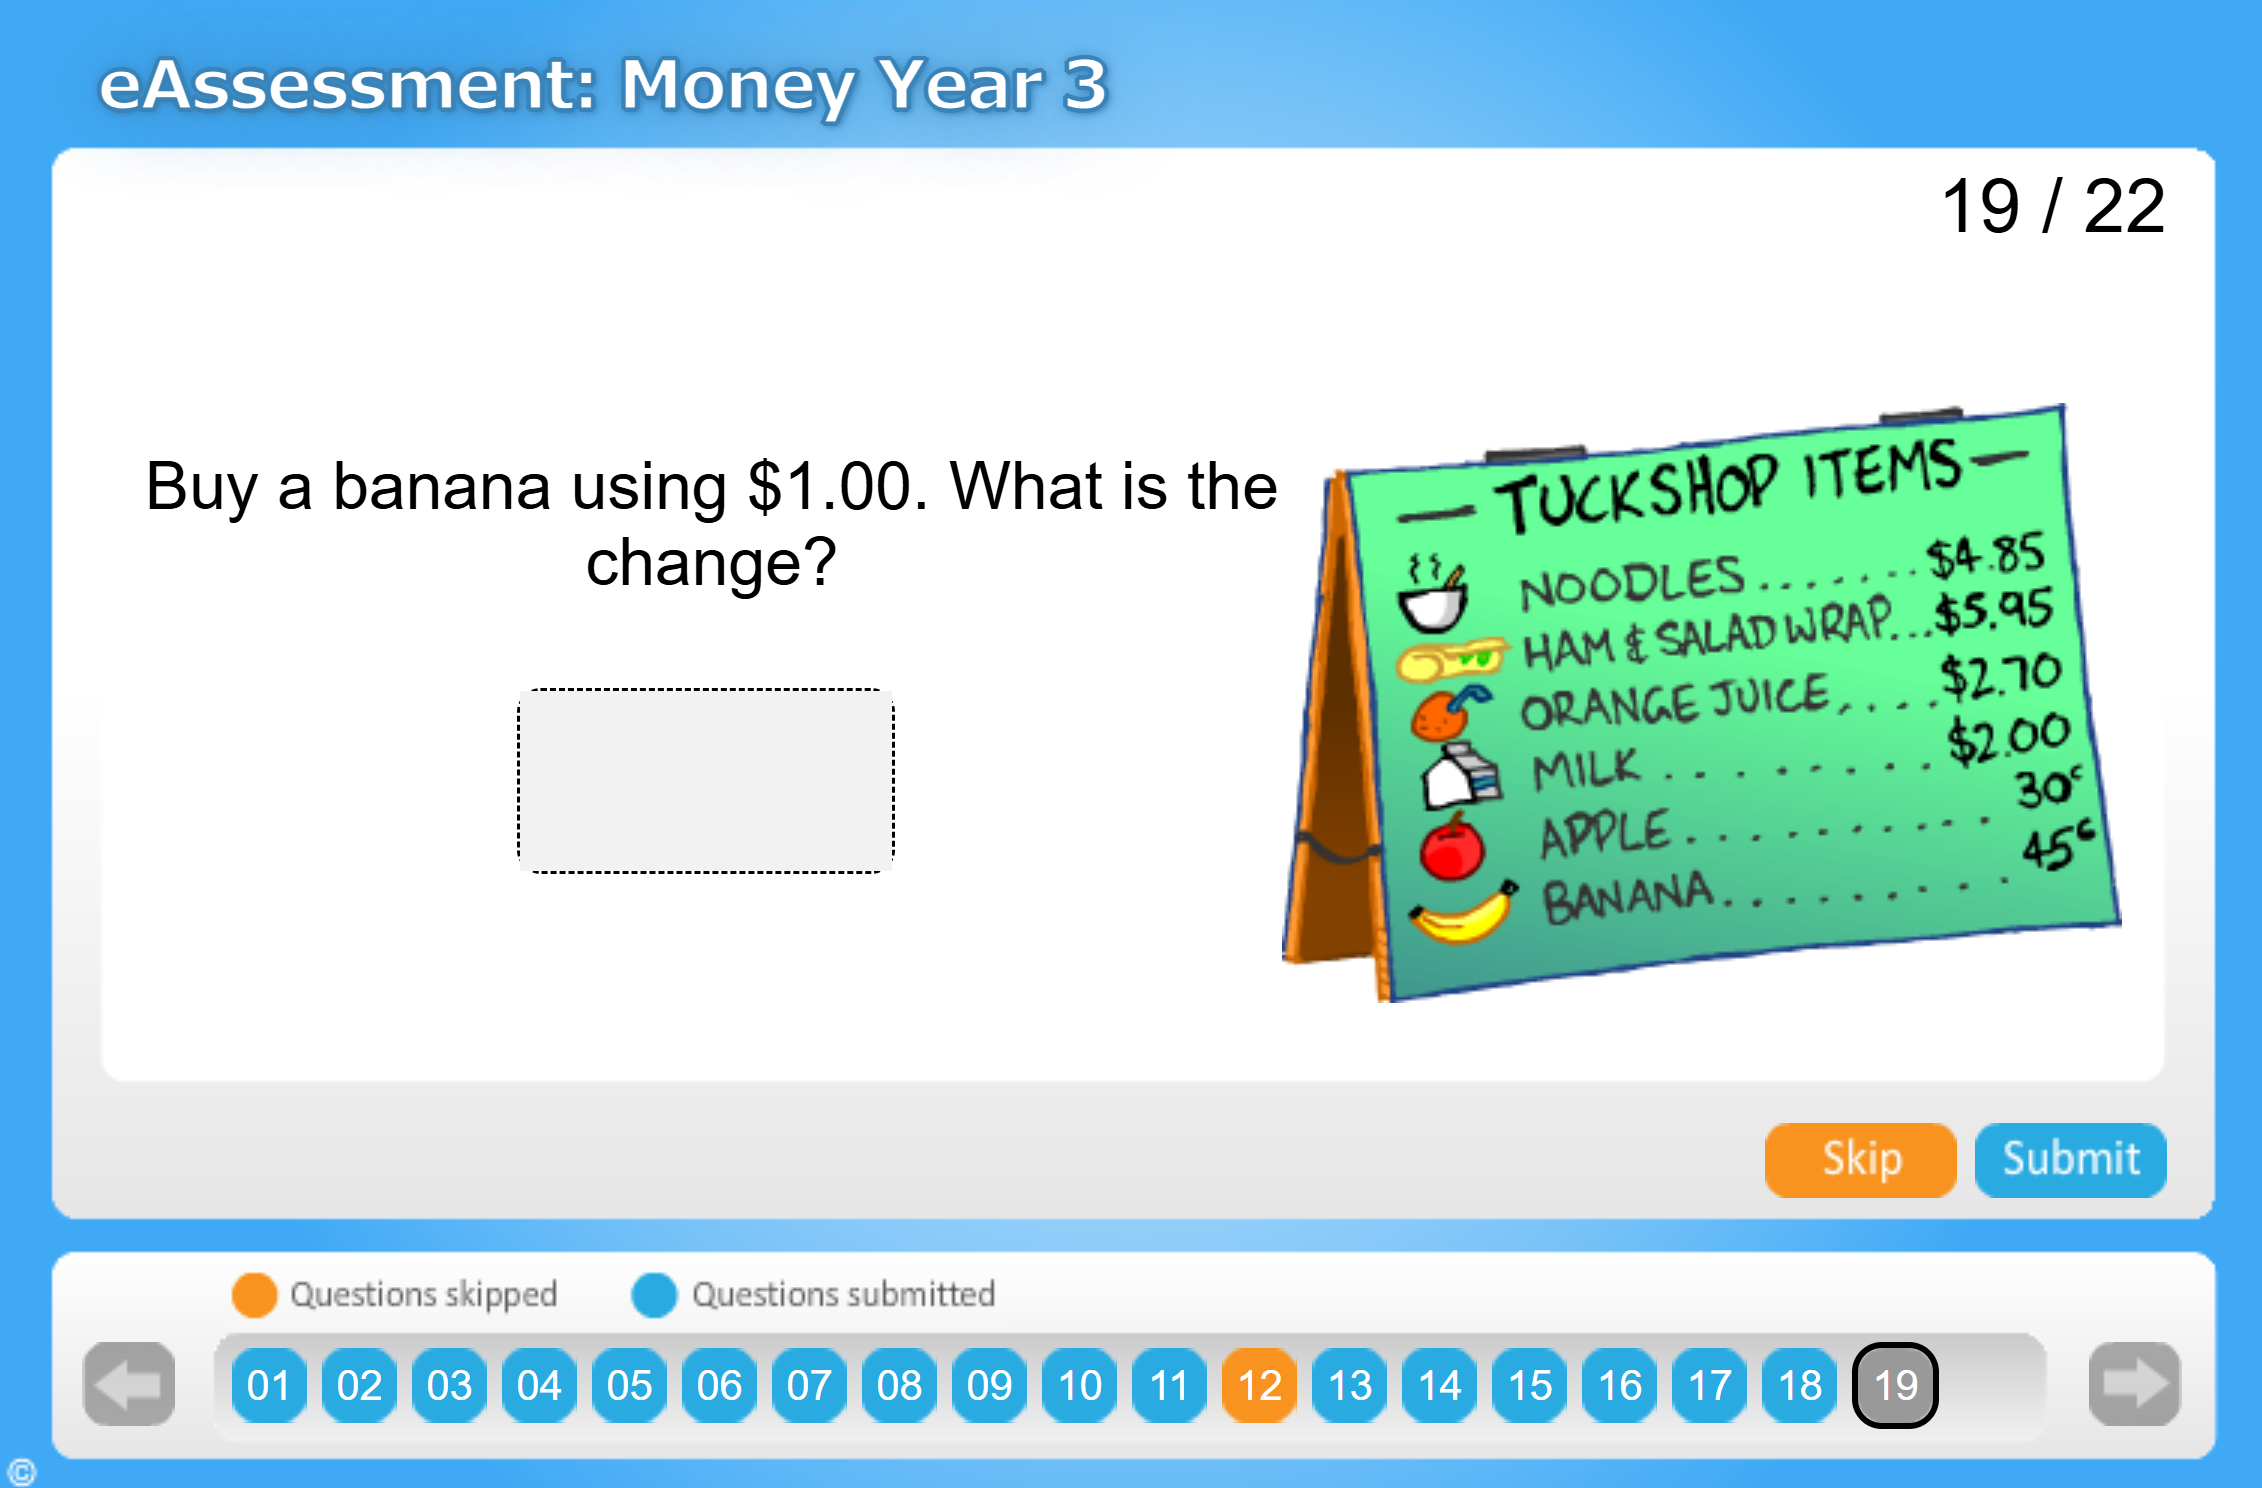 eAssessment: Money Year 3
19 / 22
Buy a banana using $1.00. What is the
change?
— TUCKSHOP ITEMS —
NOODLES ....... $4.85
HAM & SALAD WRAP... $5.95
ORANGE JUICE..... $2.70
MILK ......... $2.00
APPLE .......... 30c
BANANA.......... 45c
Skip Submit
Questions skipped Questions submitted
01 02 03 04 05 06 07 08 09 10 11 12 13 14 15 16 17 18 19
©